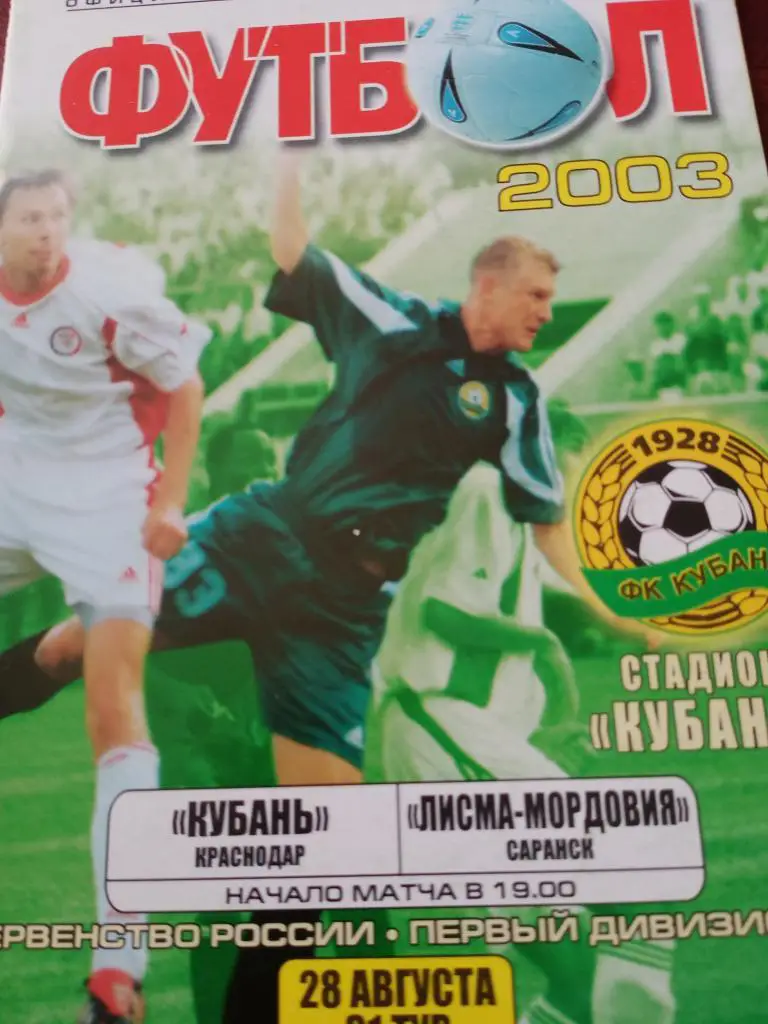 ФУТБОЛ
2003
1928
ФК КУБАН
СТАДИОН
«КУБАН
«КУБАНЬ»
КРАСНОДАР
«ЛИСМА-МОРДОВИЯ»
САРАНСК
НАЧАЛО МАТЧА В 19.00
ЕРВЕНСТВО РОССИИ • ПЕРВЫЙ ДИВИЗИО
28 АВГУСТА